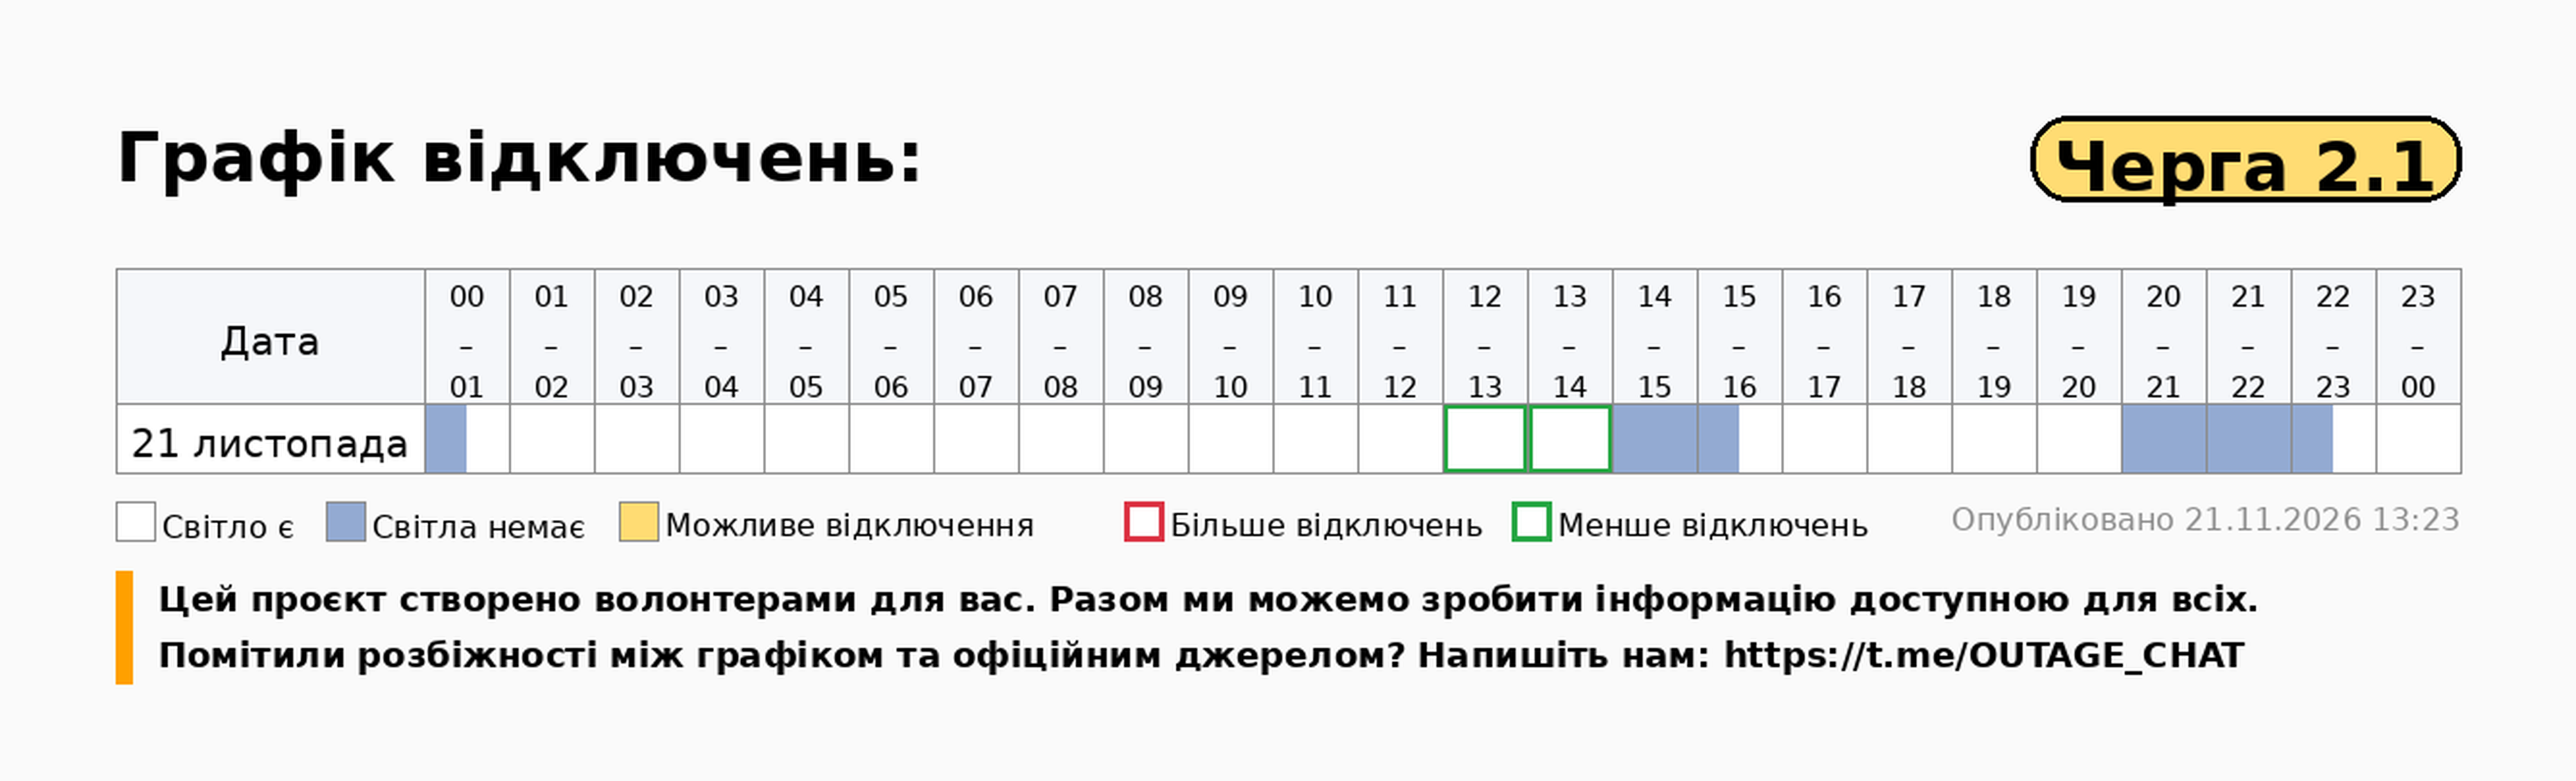 Графік відключень:
Черга 2.1
Дата
00 – 01
01 – 02
02 – 03
03 – 04
04 – 05
05 – 06
06 – 07
07 – 08
08 – 09
09 – 10
10 – 11
11 – 12
12 – 13
13 – 14
14 – 15
15 – 16
16 – 17
17 – 18
18 – 19
19 – 20
20 – 21
21 – 22
22 – 23
23 – 00
21 листопада
Світло є
Світла немає
Можливе відключення
Більше відключень
Менше відключень
Опубліковано 21.11.2026 13:23
Цей проєкт створено волонтерами для вас. Разом ми можемо зробити інформацію доступною для всіх.
Помітили розбіжності між графіком та офіційним джерелом? Напишіть нам: https://t.me/OUTAGE_CHAT